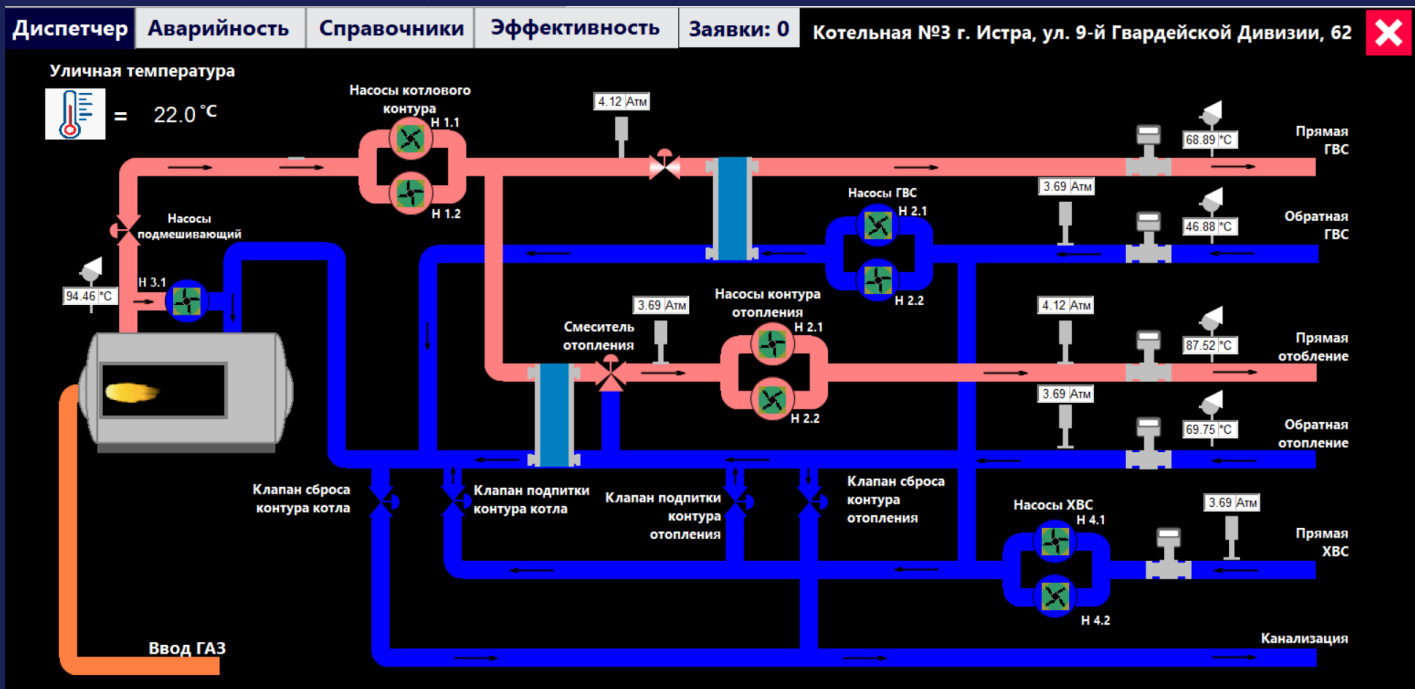 Диспетчер
Аварийность
Справочники
Эффективность
Заявки: 0
Котельная №3 г. Истра, ул. 9-й Гвардейской Дивизии, 62
Уличная температура
= 22.0 °C
Насосы котлового
контура
Н 1.1
Н 1.2
4.12 Атм
68.89 °C
Прямая
ГВС
Насосы
подмешивающий
Н 3.1
94.46 °C
Насосы ГВС
Н 2.1
Н 2.2
3.69 Атм
46.88 °C
Обратная
ГВС
Смеситель
отопления
3.69 Атм
Насосы контура
отопления
Н 2.1
Н 2.2
4.12 Атм
87.52 °C
Прямая
отобление
3.69 Атм
69.75 °C
Обратная
отопление
Клапан сброса
контура котла
Клапан подпитки
контура котла
Клапан подпитки
контура
отопления
Клапан сброса
контура
отопления
Насосы ХВС
Н 4.1
Н 4.2
3.69 Атм
Прямая
ХВС
Канализация
Ввод ГАЗ